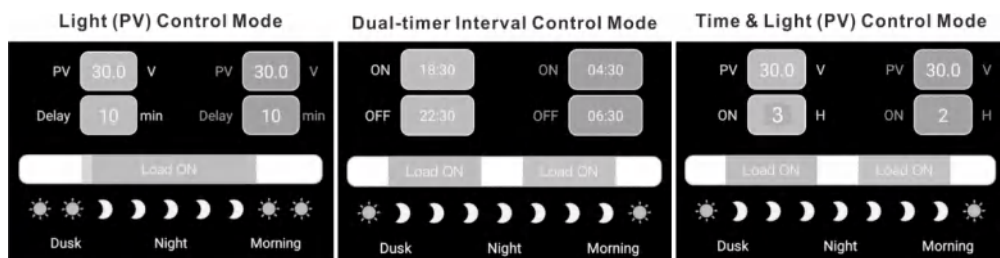 Light (PV) Control Mode
PV 30.0 V PV 30.0 V
Delay 10 min Delay 10 min
Load ON
Dusk Night Morning
Dual-timer Interval Control Mode
ON 18:30 ON 04:30
OFF 22:30 OFF 06:30
Load ON Load ON
Dusk Night Morning
Time & Light (PV) Control Mode
PV 30.0 V PV 30.0 V
ON 3 H ON 2 H
Load ON Load ON
Dusk Night Morning